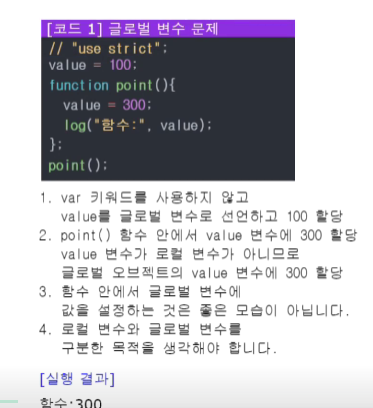 [코드 1] 글로벌 변수 문제
// "use strict";
value = 100;
function point(){
value = 300;
log("함수:", value);
};
point();
1. var 키워드를 사용하지 않고
value를 글로벌 변수로 선언하고 100 할당
2. point() 함수 안에서 value 변수에 300 할당
value 변수가 로컬 변수가 아니므로
글로벌 오브젝트의 value 변수에 300 할당
3. 함수 안에서 글로벌 변수에
값을 설정하는 것은 좋은 모습이 아닙니다.
4. 로컬 변수와 글로벌 변수를
구분한 목적을 생각해야 합니다.
[실행 결과]
함수:300